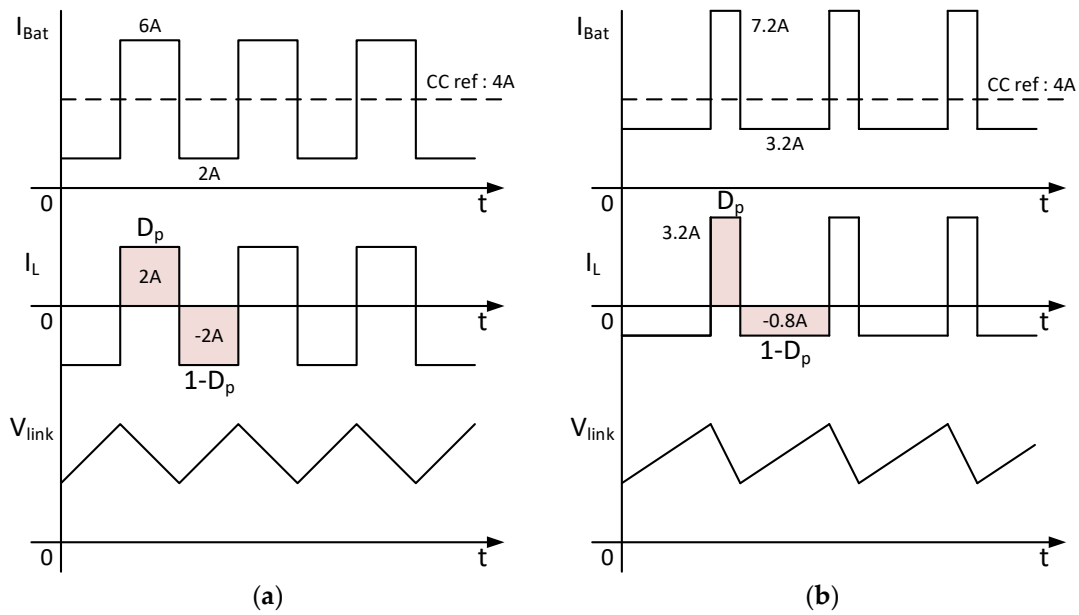 I_Bat
6A
CC ref : 4A
2A
0
t
D_p
2A
I_L
0
-2A
t
1-D_p
V_link
0
t
(a)
I_Bat
7.2A
CC ref : 4A
3.2A
0
t
D_p
3.2A
I_L
0
-0.8A
t
1-D_p
V_link
0
t
(b)